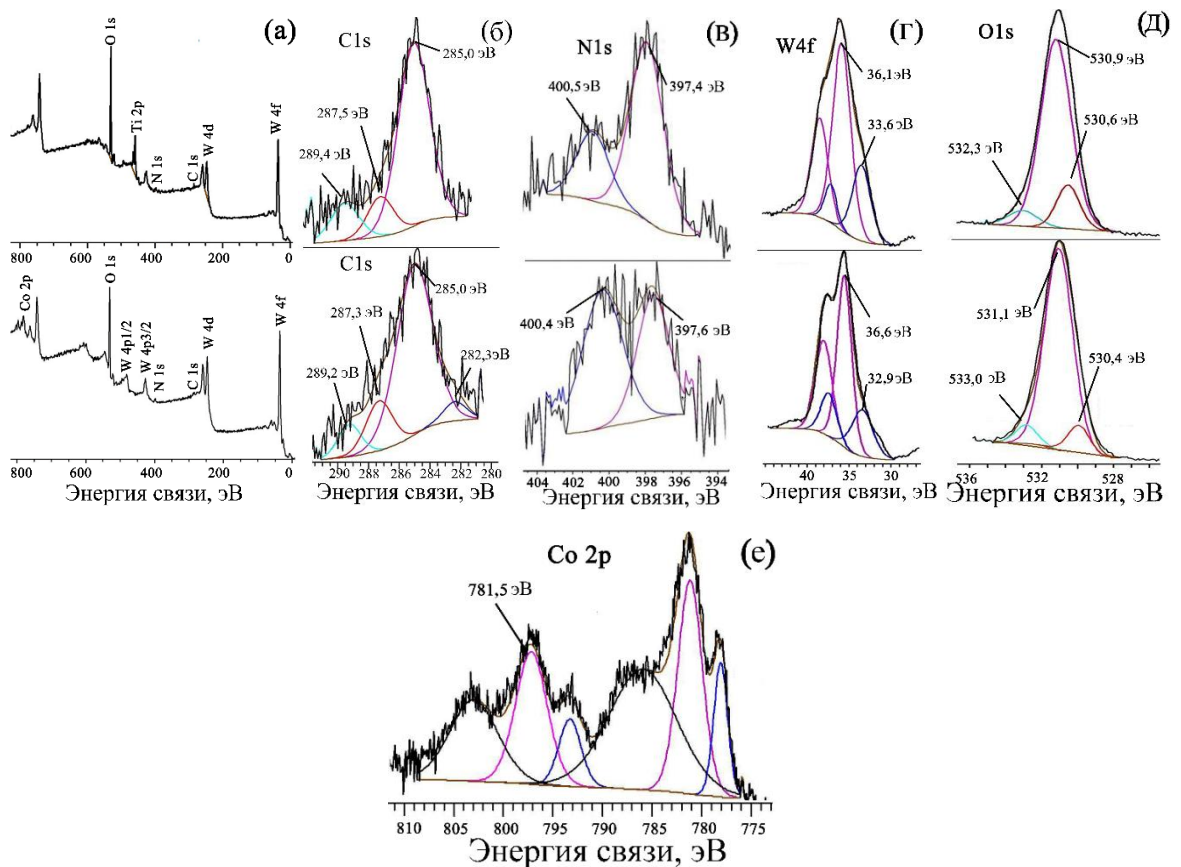 (а)
O 1s
Ti 2p
N 1s
C 1s
W 4d
W 4f
800 600 400 200 0
Co 2p
O 1s
W 4p1/2
W 4p3/2
N 1s
C 1s
W 4d
W 4f
800 600 400 200 0
Энергия связи, эВ
(б)
C1s
285,0 эВ
287,5 эВ
289,4 эВ
C1s
285,0эВ
287,3 эВ
282,3эВ
289,2 эВ
290 288 286 284 282 280 280
Энергия связи, эВ
(в)
N1s
400,5 эВ
397,4 эВ
400,4 эВ
397,6 эВ
404 402 400 398 396 394
Энергия связи, эВ
(г)
W4f
36,1эВ
33,6 эВ
36,6 эВ
32,9эВ
40 35 30
Энергия связи, эВ
(д)
O1s
530,9 эВ
530,6 эВ
532,3 эВ
531,1 эВ
533,0 эВ
530,4 эВ
536 532 528
Энергия связи, эВ
(е)
Co 2p
781,5 эВ
810 805 800 797 790 785 780 775
Энергия связи, эВ